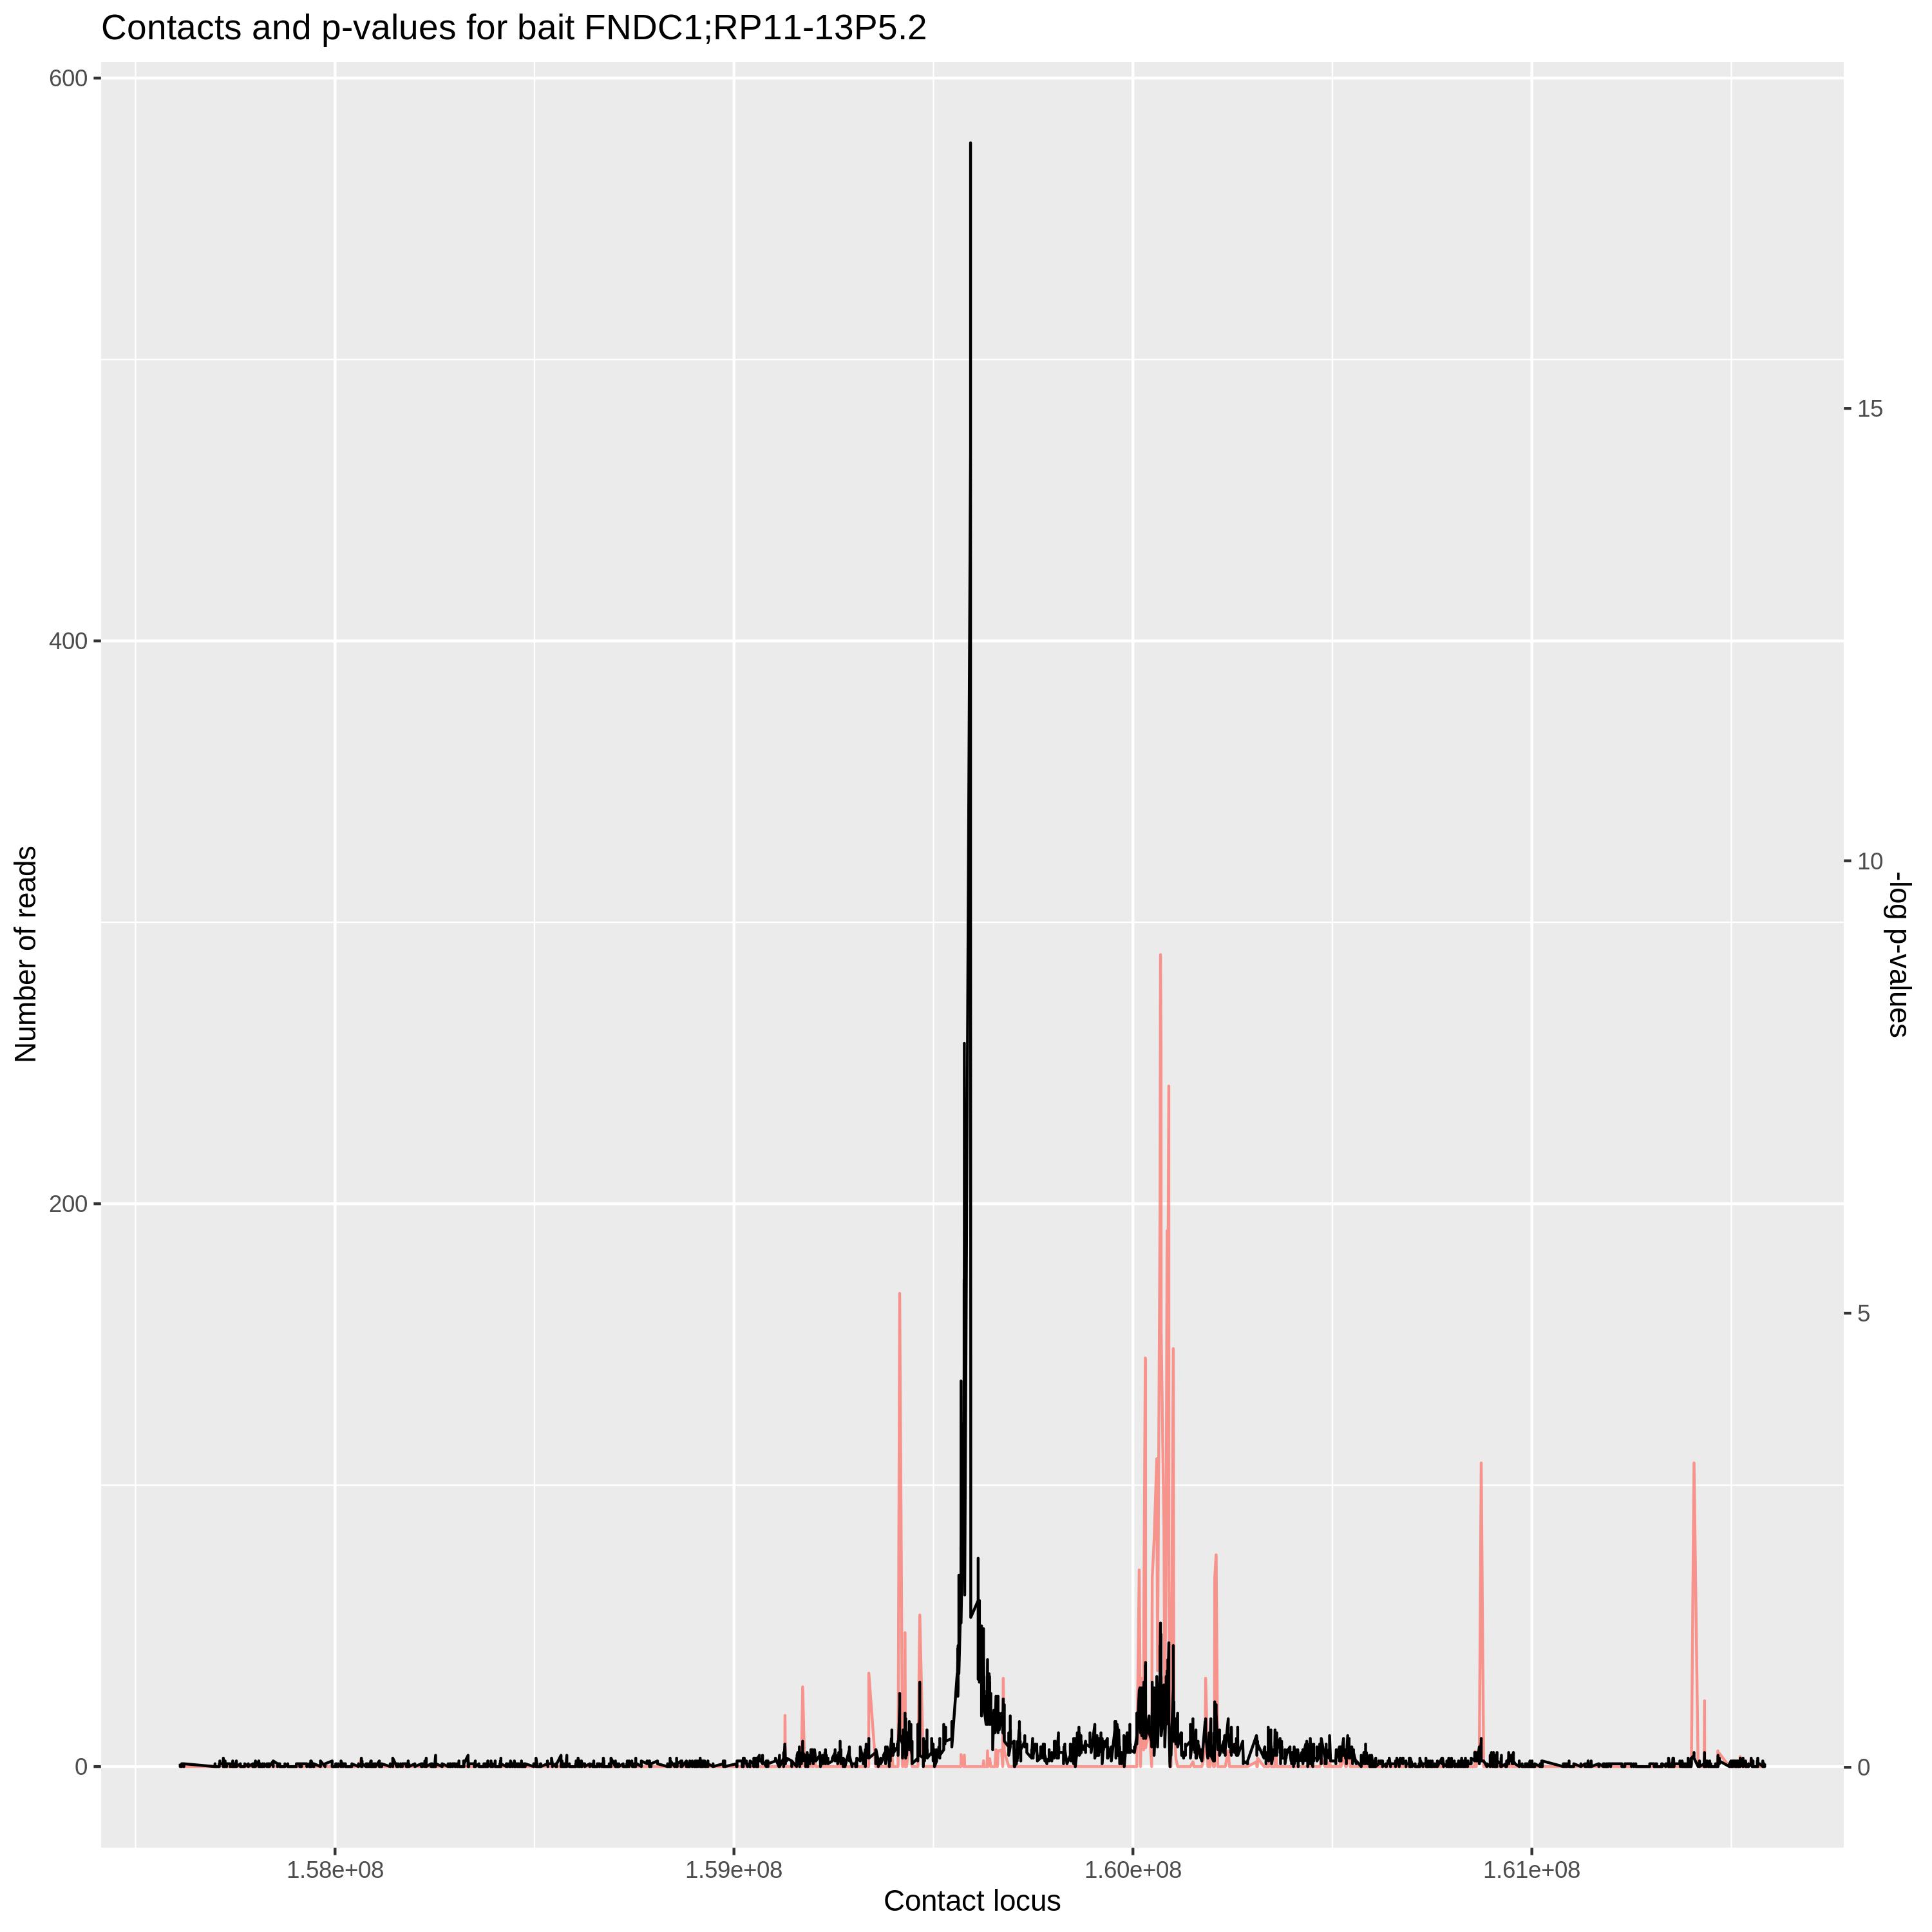 Contacts and p-values for bait FNDC1;RP11-13P5.2
600
400
200
0
Number of reads
15
10
5
0
-log p-values
1.58e+08
1.59e+08
1.60e+08
1.61e+08
Contact locus